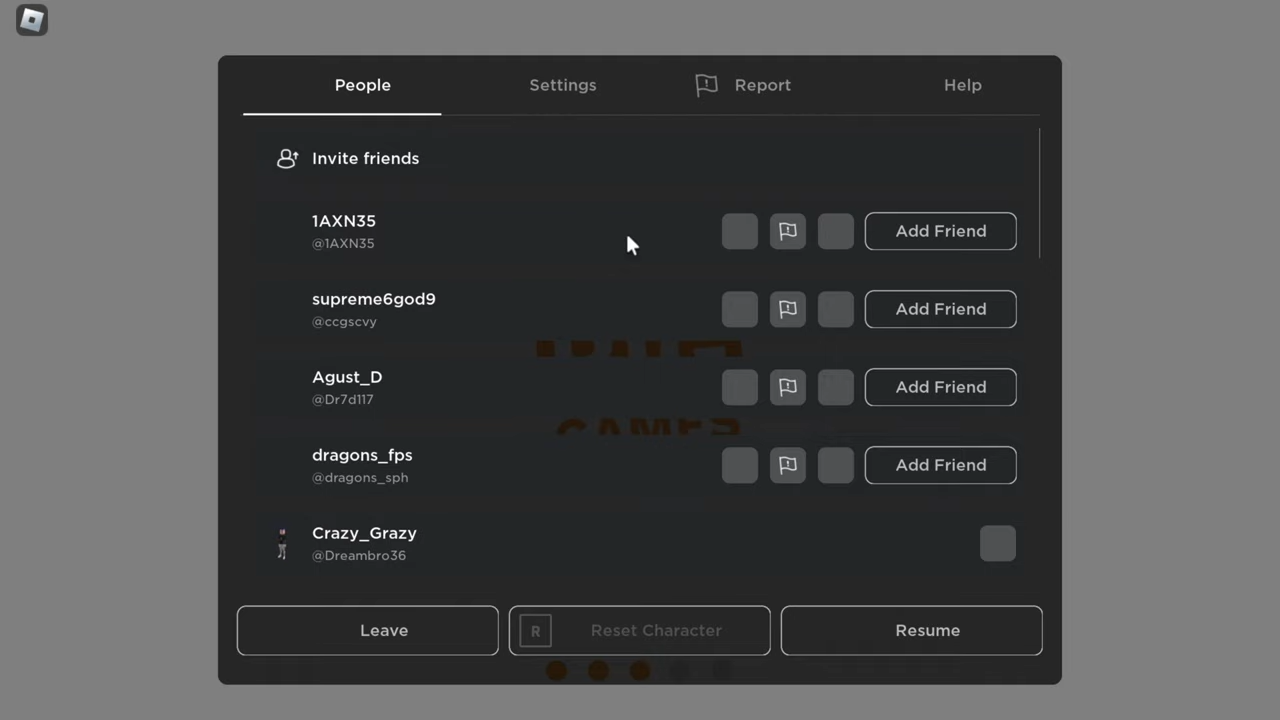 People
Settings
Report
Help
Invite friends
1AXN35
@1AXN35
Add Friend
supreme6god9
@ccgscvy
Add Friend
Agust_D
@Dr7d117
Add Friend
dragons_fps
@dragons_sph
Add Friend
Crazy_Grazy
@Dreambro36
Leave
R
Reset Character
Resume